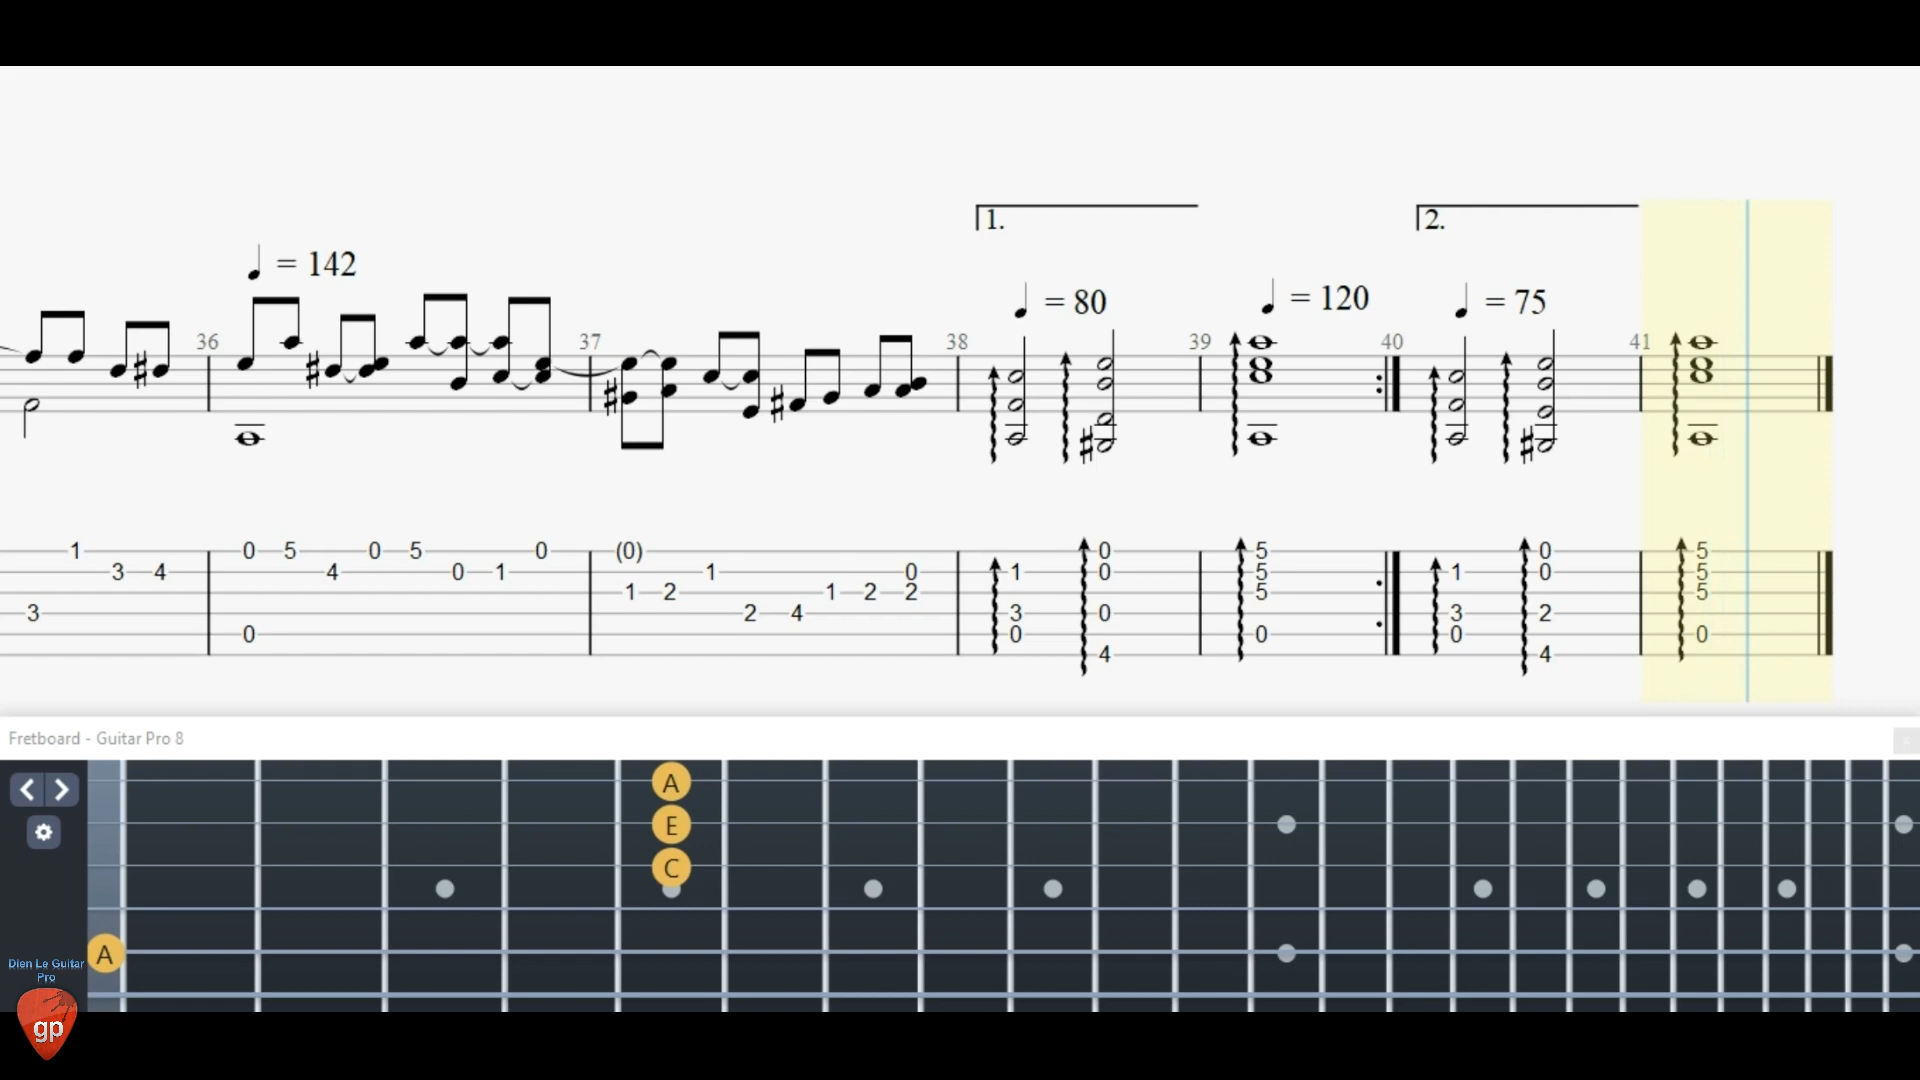 1. 2.
= 142 = 80 = 120 = 75
36 37 38 39 40 41
1 0 5 0 5 0 (0) 0 5 0 5
3 4 4 0 1 1 0 1 0 5 1 0 5
1 2 1 2 2 5 5
3 2 4 3 0 3 2
0 0 0 0 0
4 4
Fretboard - Guitar Pro 8
A
E
C
A
Dien Le Guitar
Pro
gp